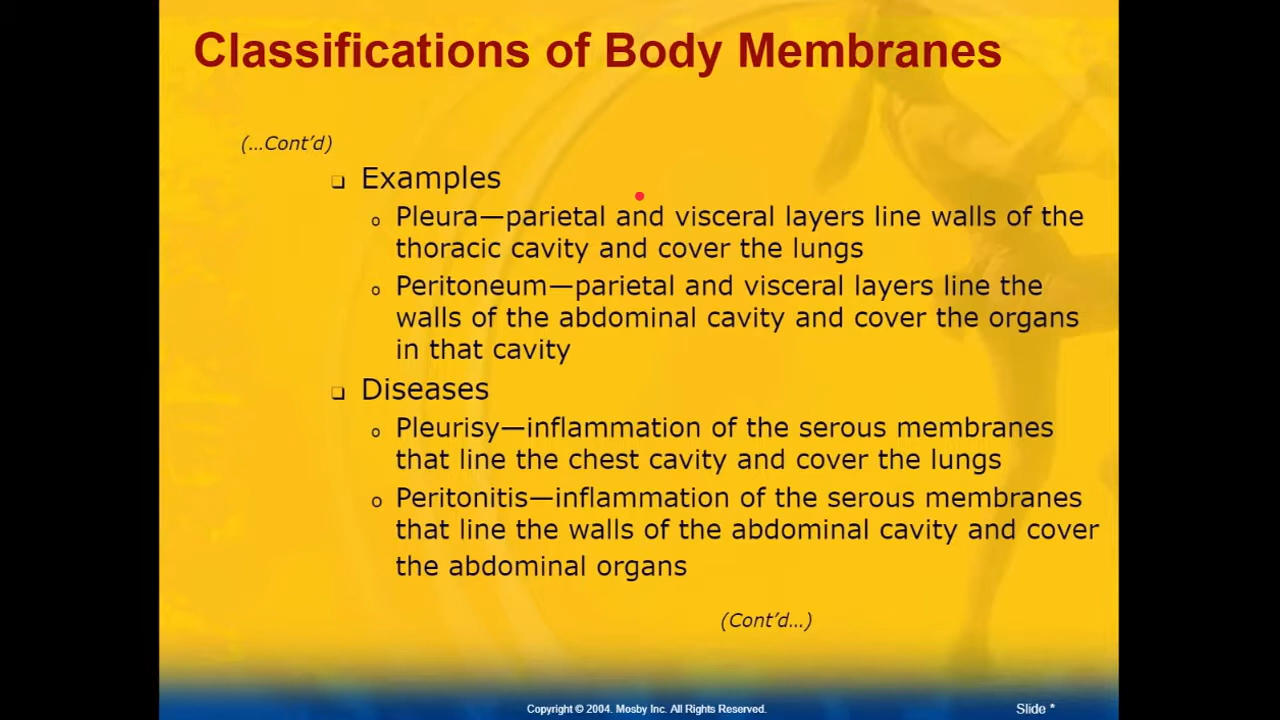 Classifications of Body Membranes
(...Cont'd)
❑ Examples
o Pleura—parietal and visceral layers line walls of the
thoracic cavity and cover the lungs
o Peritoneum—parietal and visceral layers line the
walls of the abdominal cavity and cover the organs
in that cavity
❑ Diseases
o Pleurisy—inflammation of the serous membranes
that line the chest cavity and cover the lungs
o Peritonitis—inflammation of the serous membranes
that line the walls of the abdominal cavity and cover
the abdominal organs
(Cont'd...)
Copyright © 2004. Mosby Inc. All Rights Reserved.
Slide *